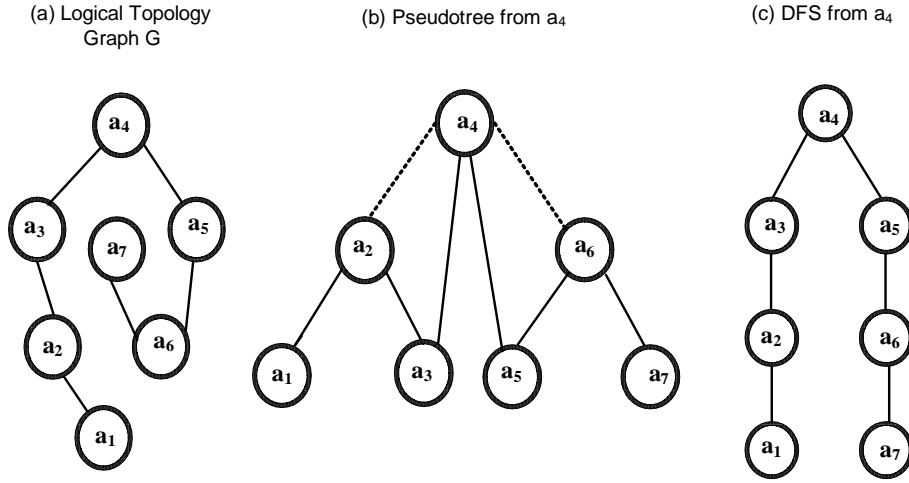 (a) Logical Topology
Graph G
(b) Pseudotree from a4
(c) DFS from a4
a4
a3
a5
a7
a2
a6
a1
a4
a2
a6
a1
a3
a5
a7
a4
a3
a5
a2
a6
a1
a7